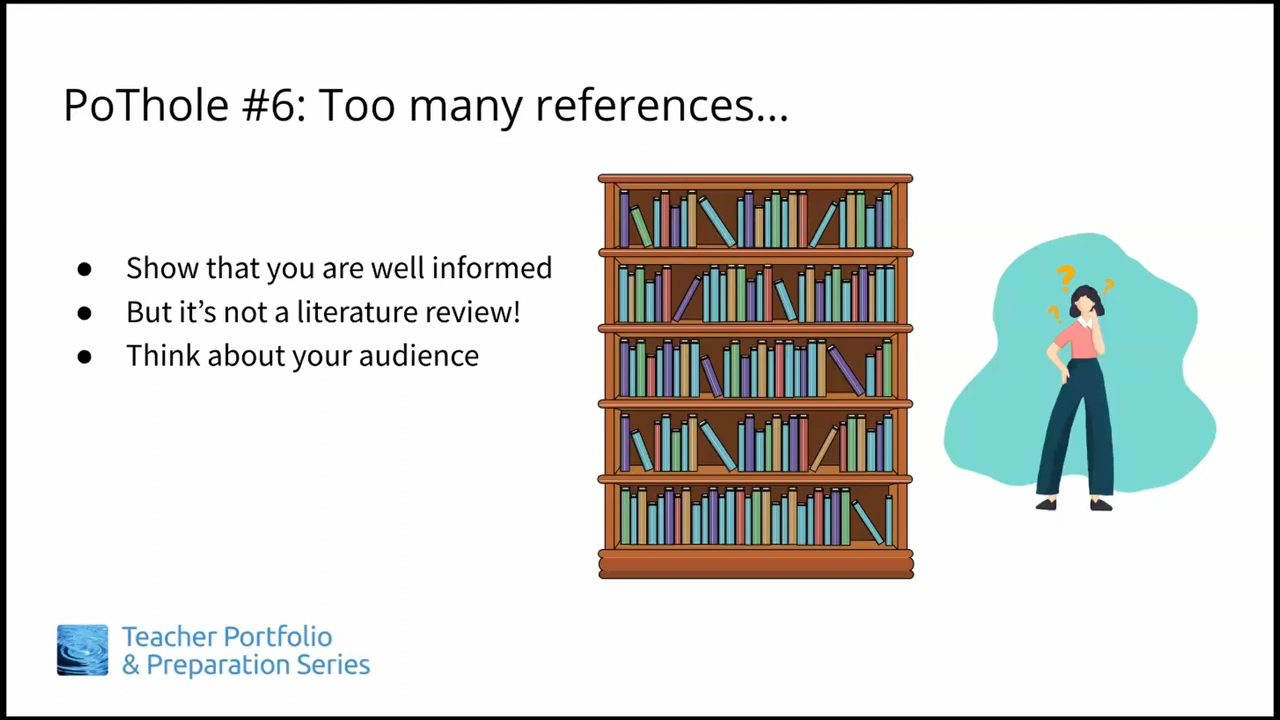 PoThole #6: Too many references...
● Show that you are well informed
● But it’s not a literature review!
● Think about your audience
Teacher Portfolio
& Preparation Series